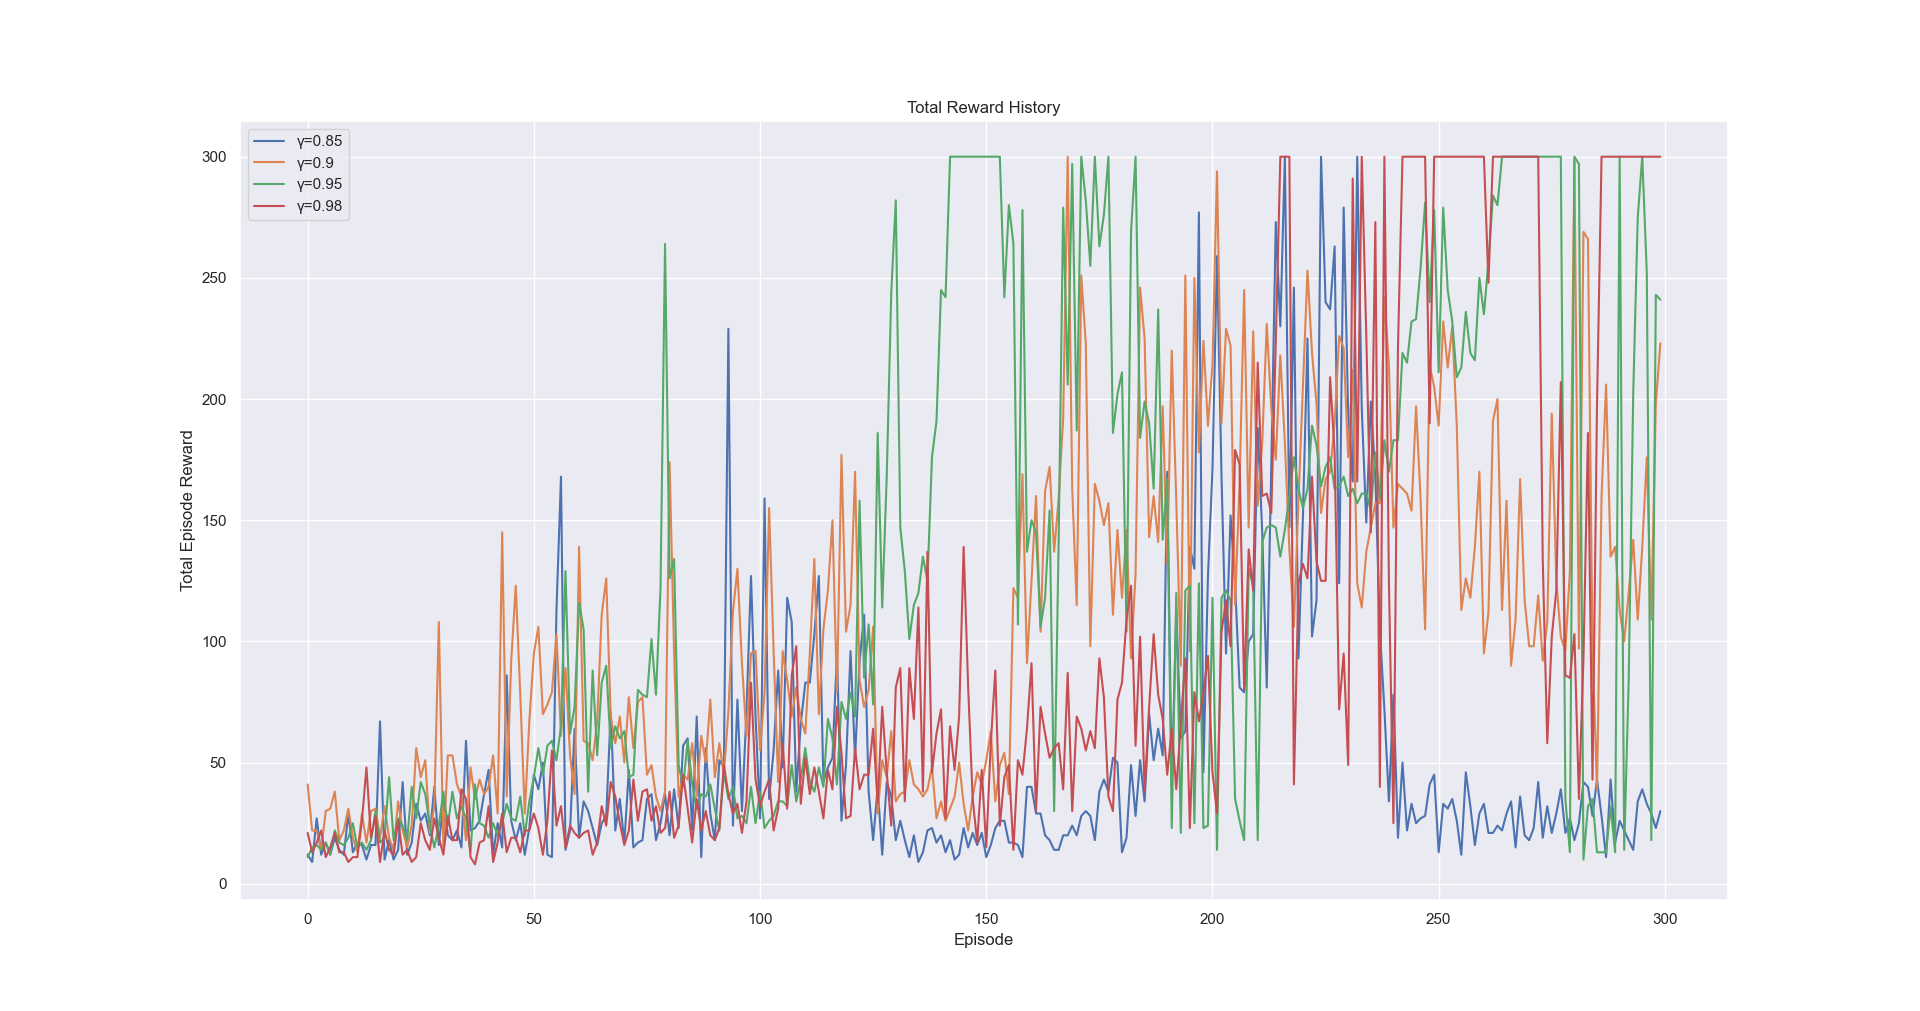 Total Reward History
γ=0.85
γ=0.9
γ=0.95
γ=0.98
300
250
200
150
100
50
0
Total Episode Reward
0 50 100 150 200 250 300
Episode